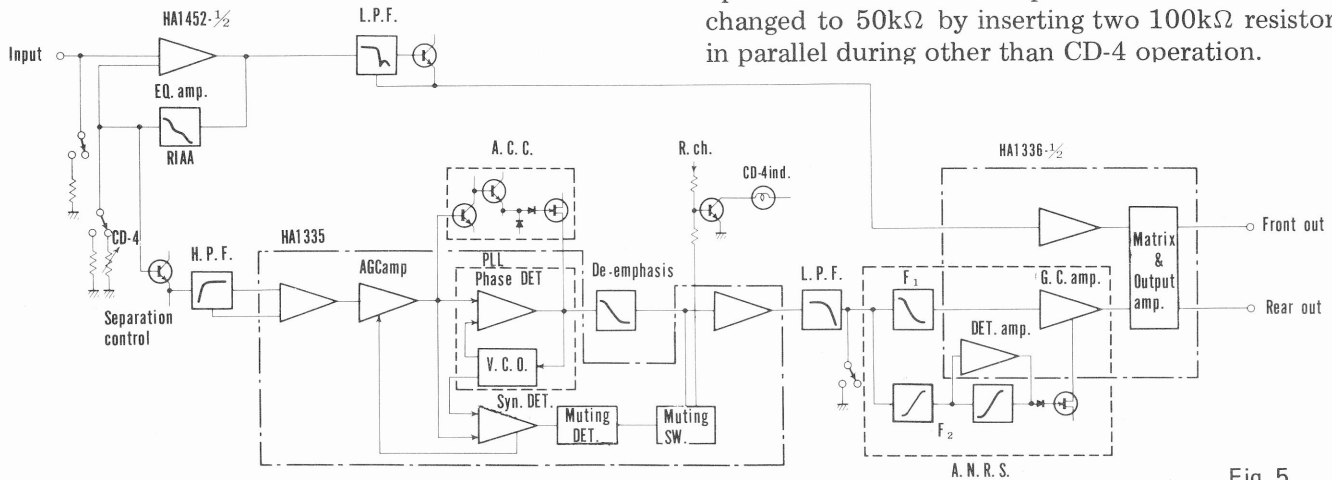 changed to 50kΩ by inserting two 100kΩ resistor
in parallel during other than CD-4 operation.
HA1452-½
L.P.F.
Input
EQ. amp.
RIAA
A.C.C.
R. ch.
CD-4ind.
HA1336-½
CD-4
H.P.F.
HA1335
AGCamp
PLL
Phase DET
De-emphasis
L.P.F.
F1
G.C. amp.
Matrix
&
Output
amp.
Front out
Rear out
Separation
control
V.C.O.
DET. amp.
Syn. DET.
Muting
DET.
Muting
SW.
F2
A.N.R.S.
Fig. 5